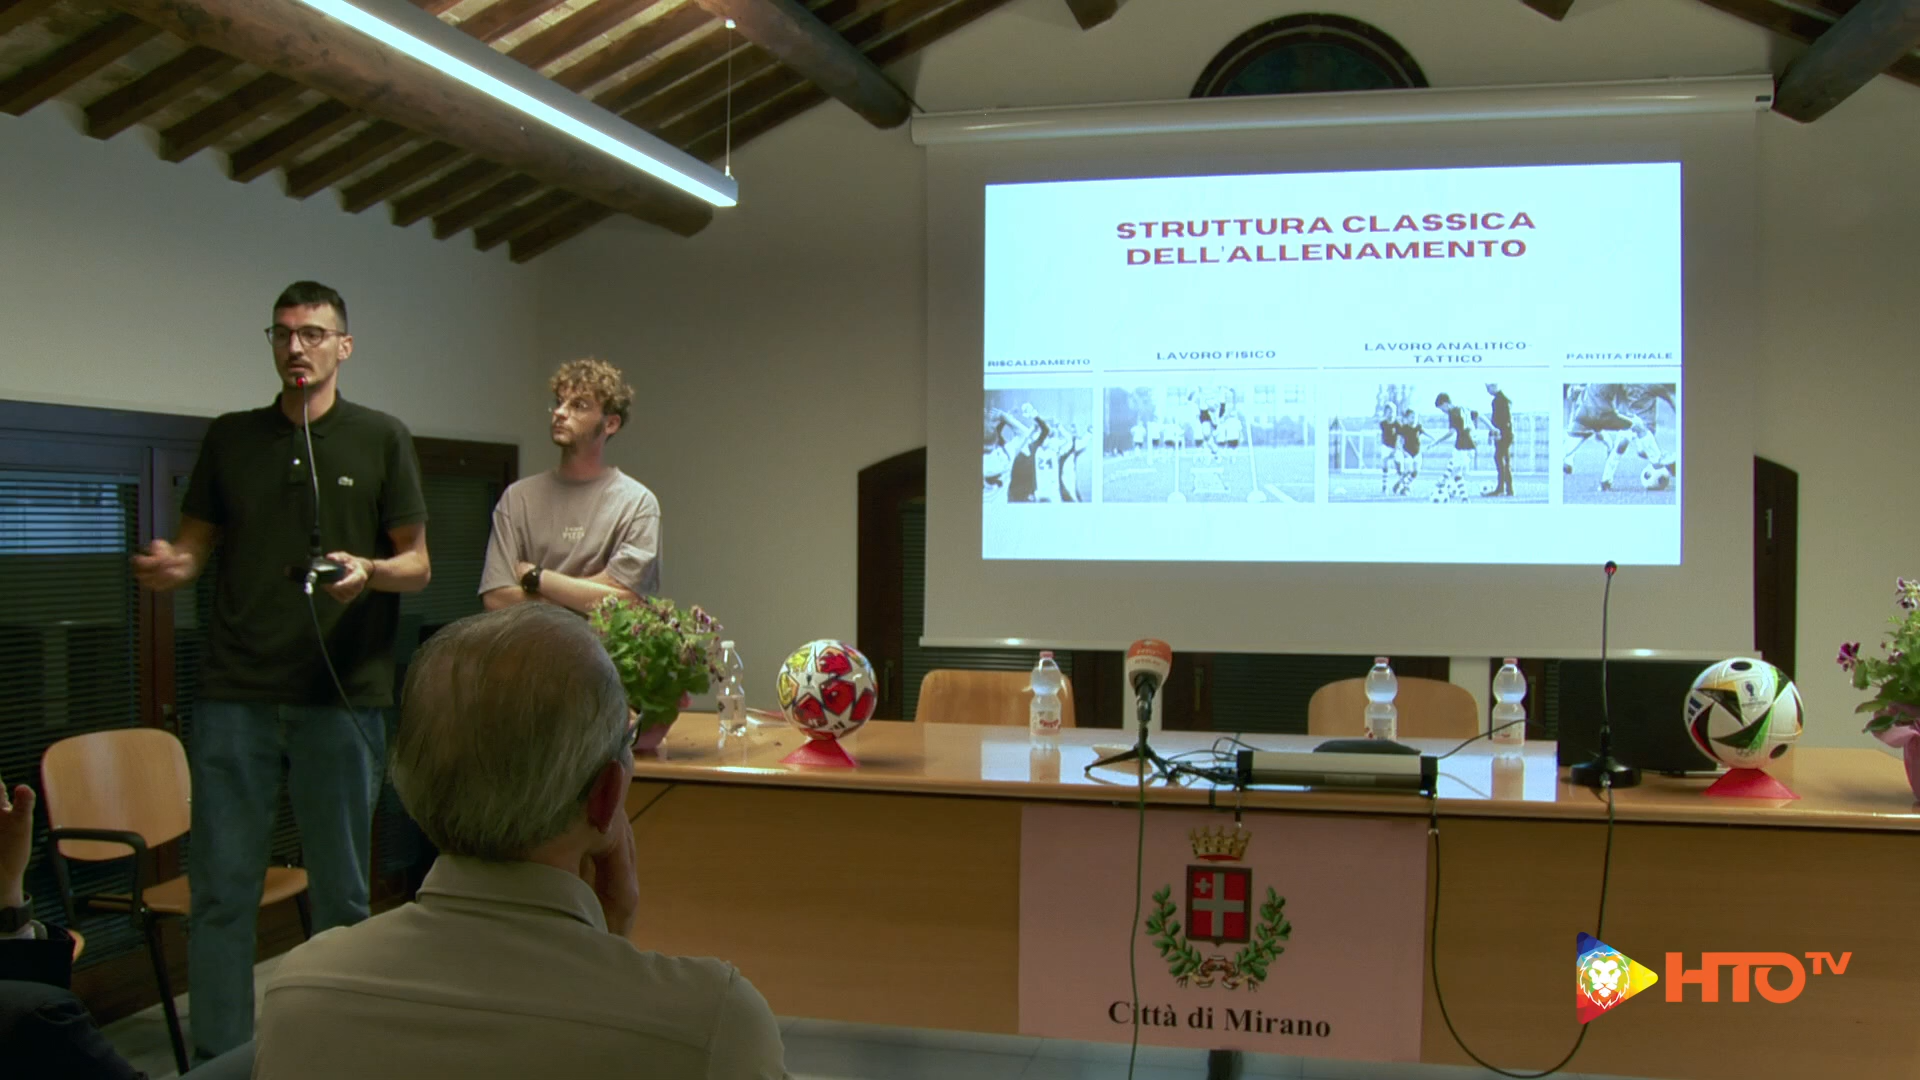 STRUTTURA CLASSICA
DELL'ALLENAMENTO
RISCALDAMENTO
LAVORO FISICO
LAVORO ANALITICO-
TATTICO
PARTITA FINALE
Città di Mirano
HTO TV